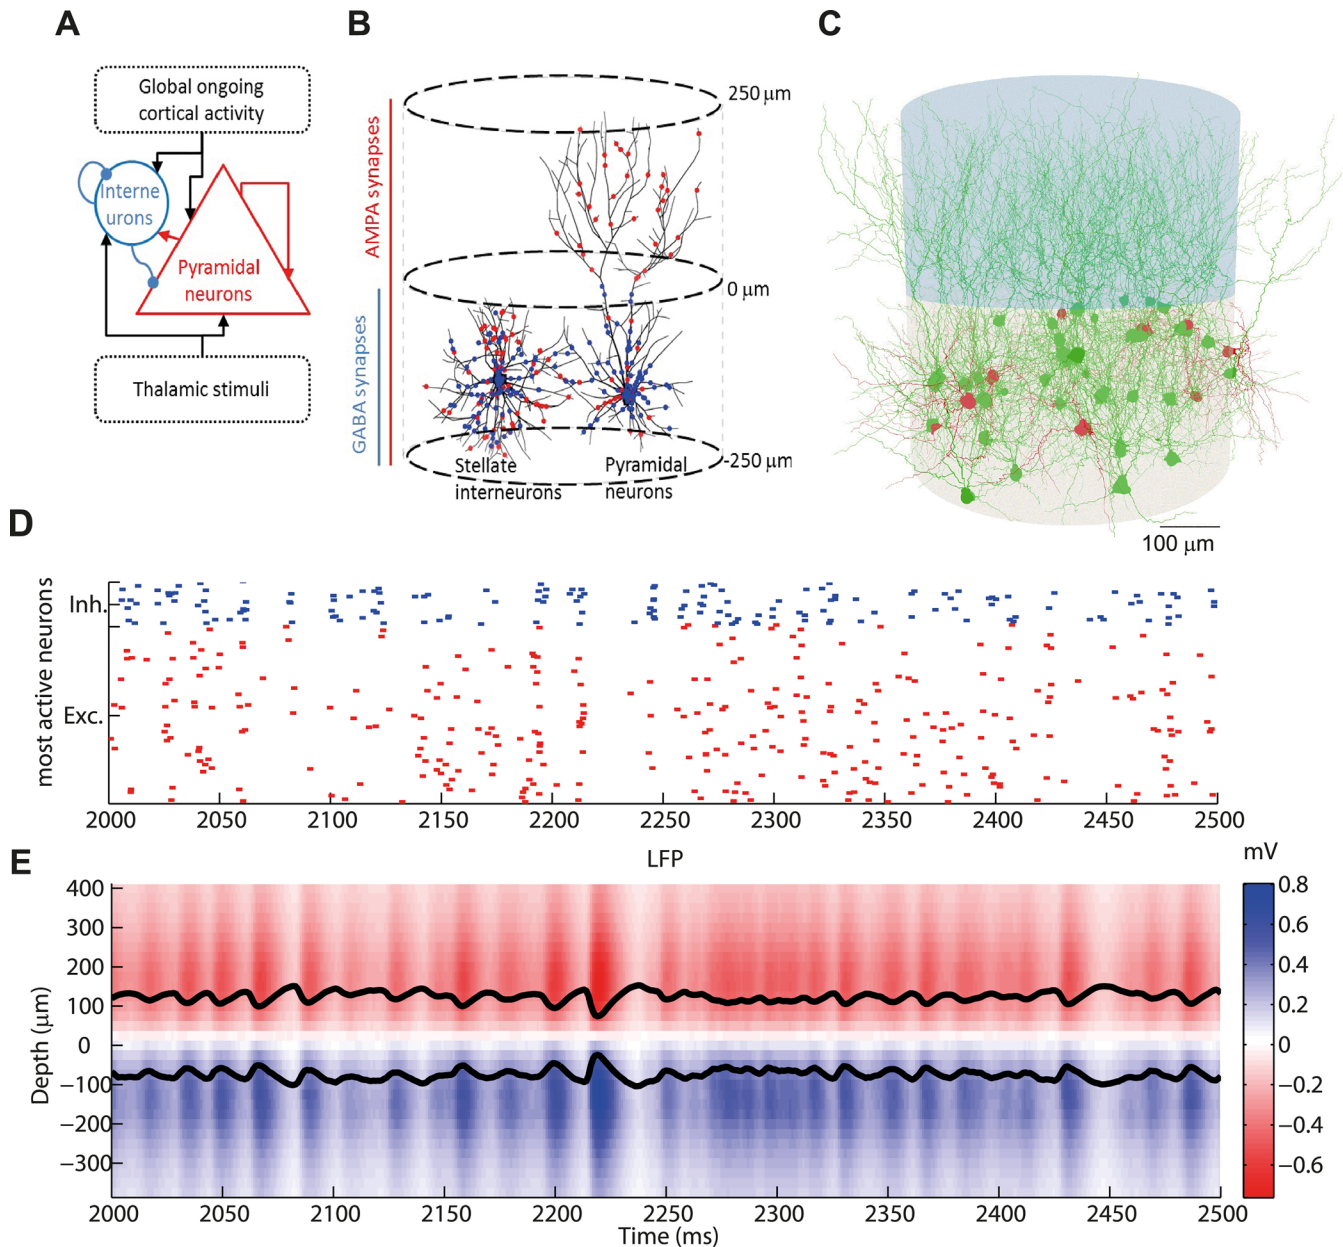 A
Global ongoing
cortical activity
Interne
urons
Pyramidal
neurons
Thalamic stimuli
B
AMPA synapses
GABA synapses
250 µm
0 µm
-250 µm
Stellate
interneurons
Pyramidal
neurons
C
100 µm
D
most active neurons
Inh.
Exc.
2000 2050 2100 2150 2200 2250 2300 2350 2400 2450 2500
E
LFP
mV
Depth (µm)
400
300
200
100
0
−100
−200
−300
0.8
0.6
0.4
0.2
0
−0.2
−0.4
−0.6
2000 2050 2100 2150 2200 2250 2300 2350 2400 2450 2500
Time (ms)